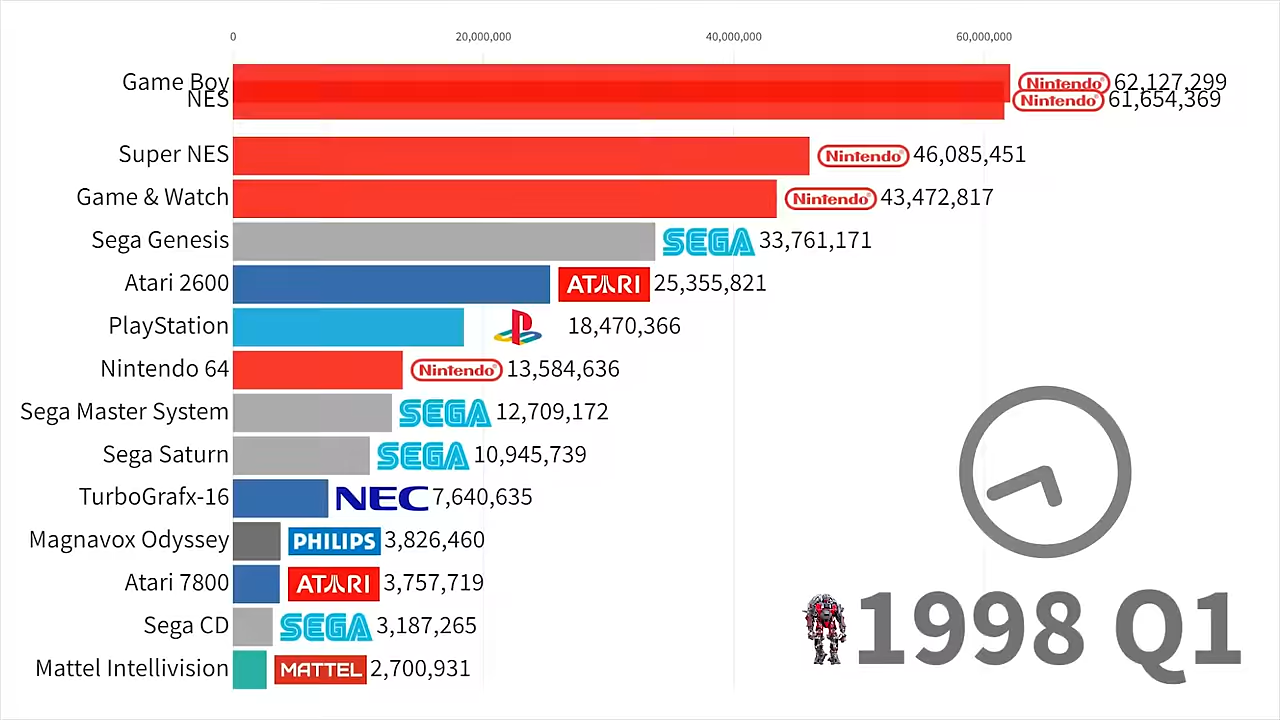 0 20,000,000 40,000,000 60,000,000
Game Boy Nintendo 62,127,299
NES Nintendo 61,654,369
Super NES Nintendo 46,085,451
Game & Watch Nintendo 43,472,817
Sega Genesis SEGA 33,761,171
Atari 2600 ATARI 25,355,821
PlayStation 18,470,366
Nintendo 64 Nintendo 13,584,636
Sega Master System SEGA 12,709,172
Sega Saturn SEGA 10,945,739
TurboGrafx-16 NEC 7,640,635
Magnavox Odyssey PHILIPS 3,826,460
Atari 7800 ATARI 3,757,719
Sega CD SEGA 3,187,265
Mattel Intellivision MATTEL 2,700,931
1998 Q1